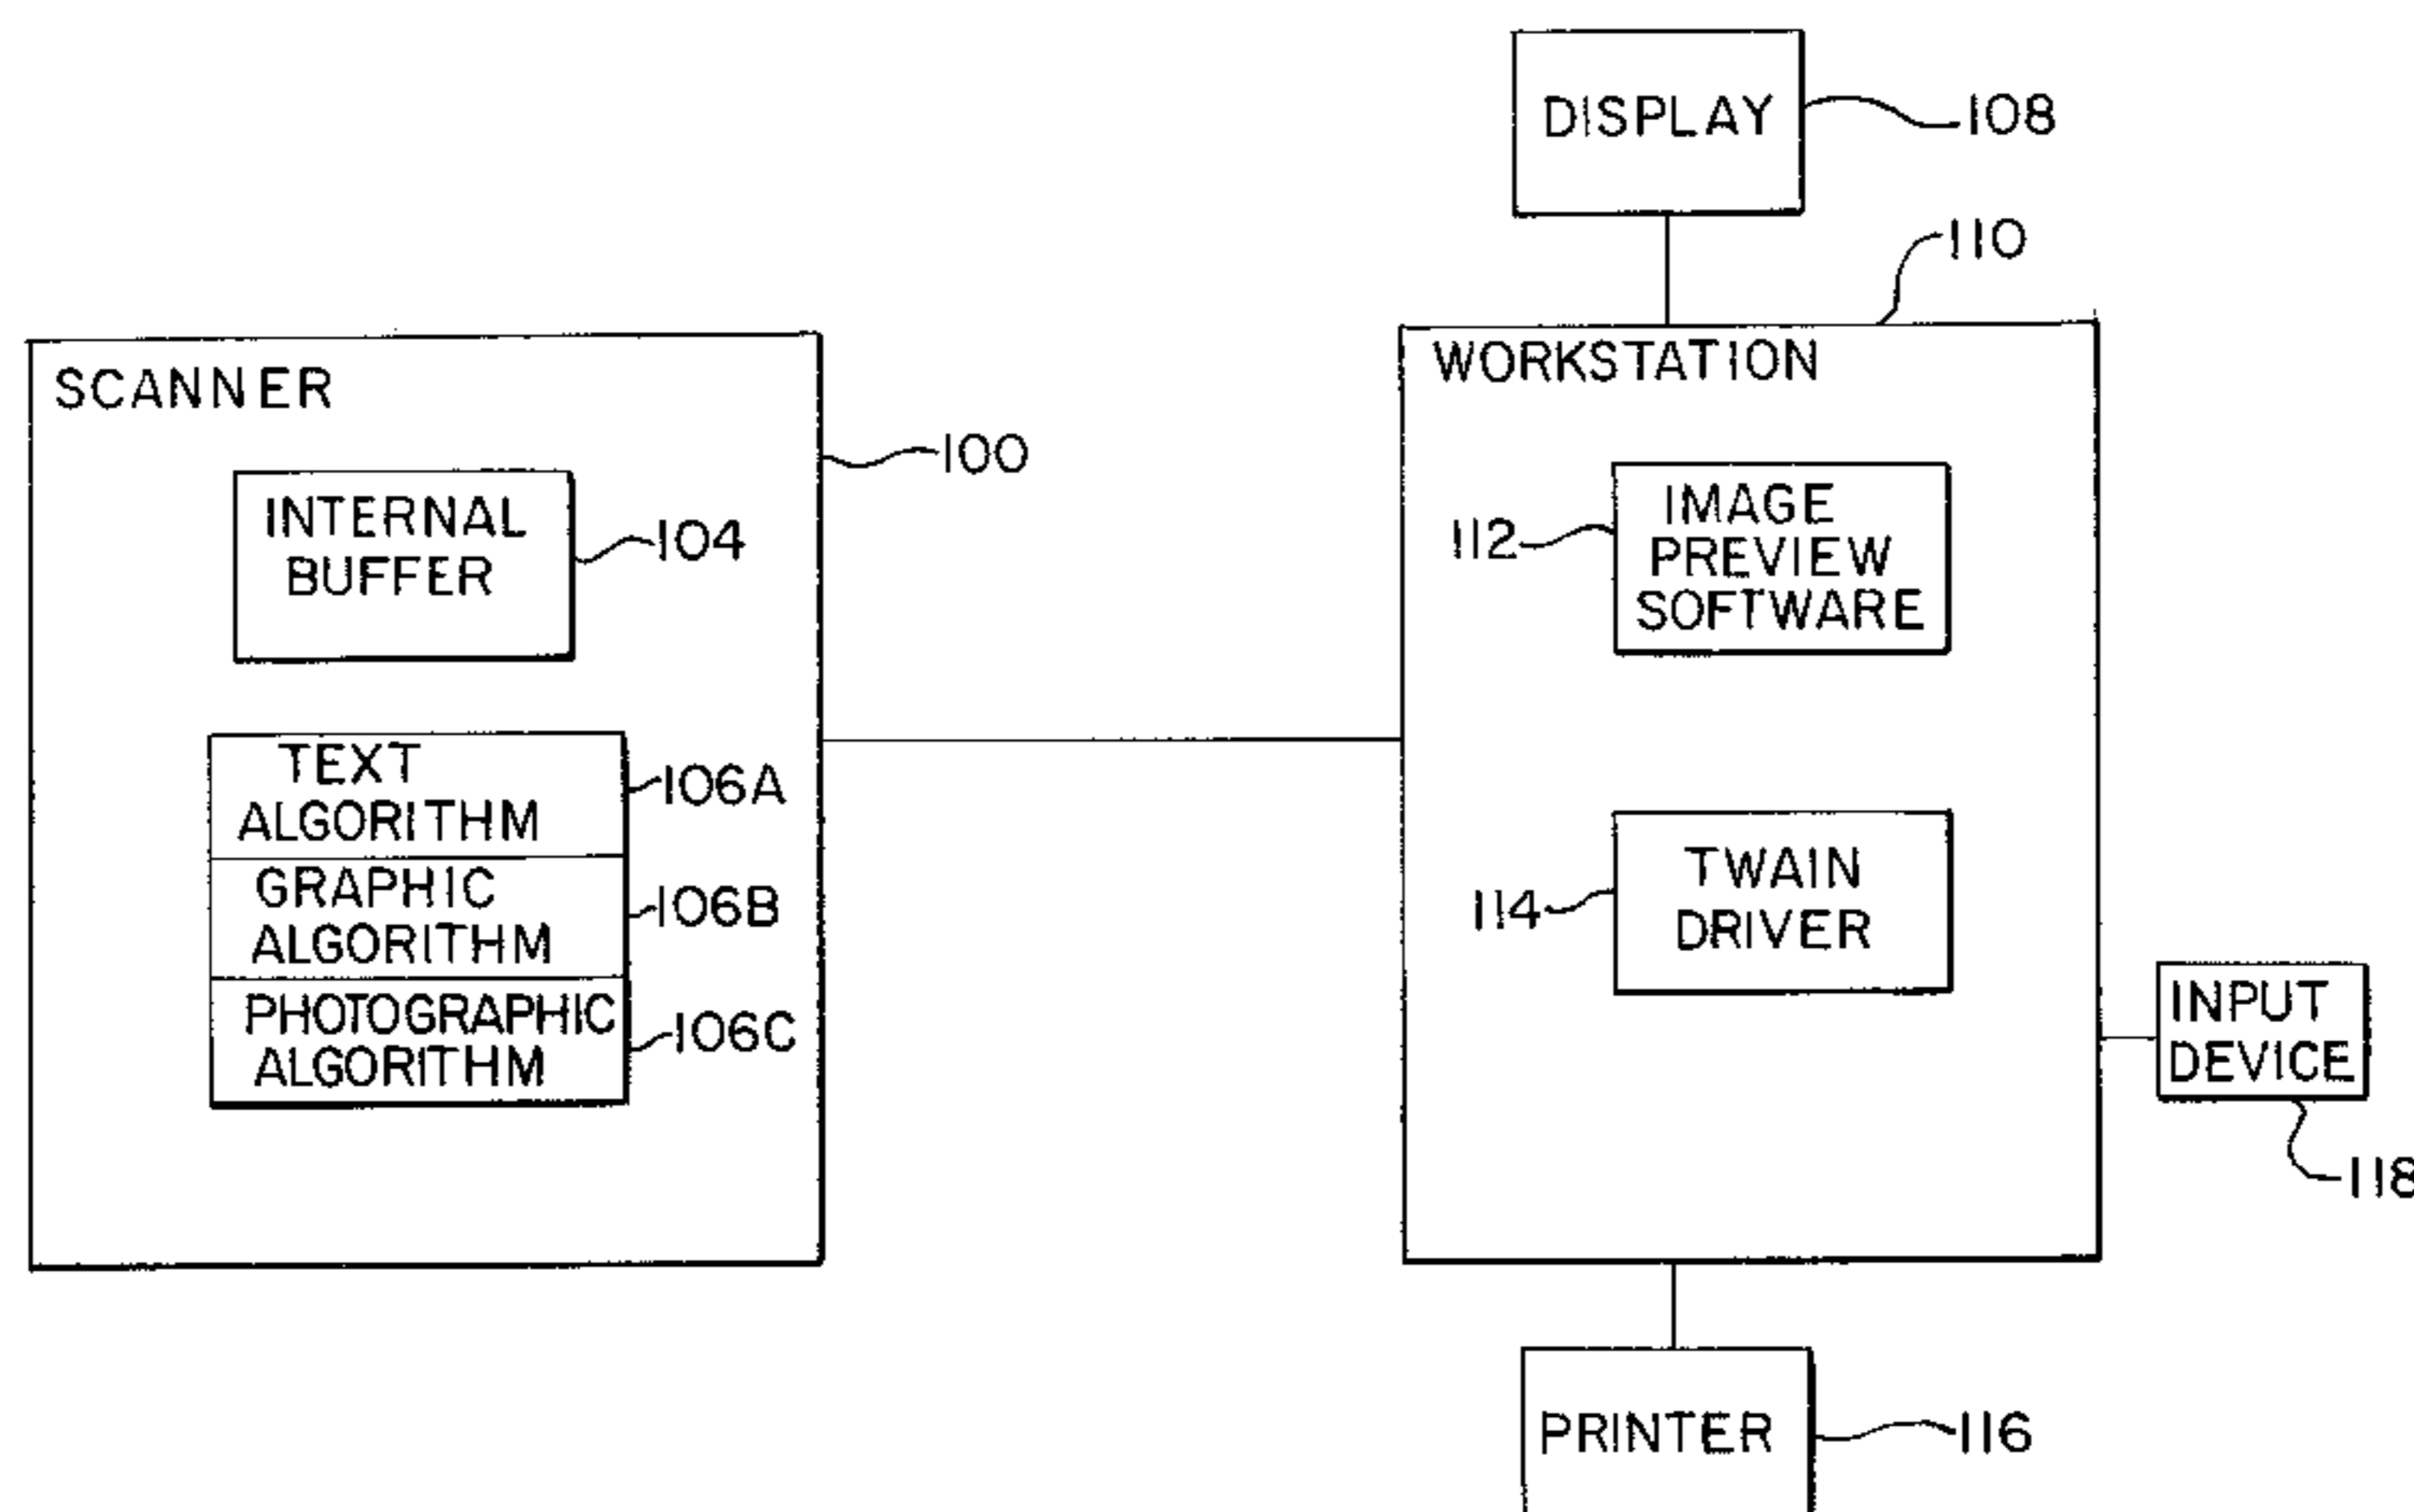 DISPLAY
108
110
SCANNER
100
INTERNAL
BUFFER
104
TEXT
ALGORITHM
106A
GRAPHIC
ALGORITHM
106B
PHOTOGRAPHIC
ALGORITHM
106C
WORKSTATION
IMAGE
PREVIEW
SOFTWARE
112
TWAIN
DRIVER
114
INPUT
DEVICE
118
PRINTER
116